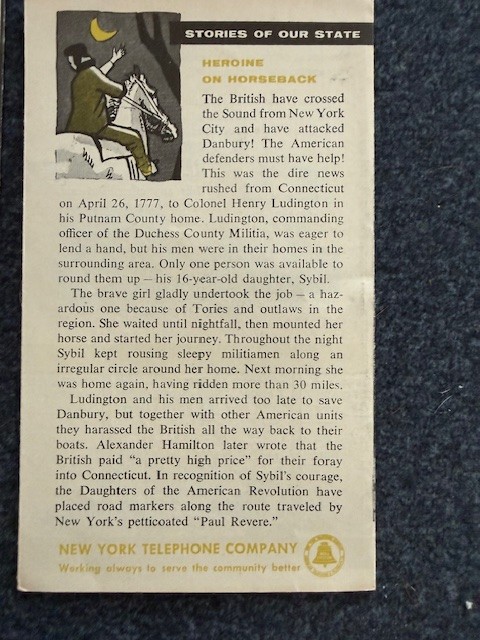 STORIES OF OUR STATE
HEROINE
ON HORSEBACK
The British have crossed
the Sound from New York
City and have attacked
Danbury! The American
defenders must have help!
This was the dire news
rushed from Connecticut
on April 26, 1777, to Colonel Henry Ludington in
his Putnam County home. Ludington, commanding
officer of the Duchess County Militia, was eager to
lend a hand, but his men were in their homes in the
surrounding area. Only one person was available to
round them up — his 16-year-old daughter, Sybil.
The brave girl gladly undertook the job — a haz-
ardous one because of Tories and outlaws in the
region. She waited until nightfall, then mounted her
horse and started her journey. Throughout the night
Sybil kept rousing sleepy militiamen along an
irregular circle around her home. Next morning she
was home again, having ridden more than 30 miles.
Ludington and his men arrived too late to save
Danbury, but together with other American units
they harassed the British all the way back to their
boats. Alexander Hamilton later wrote that the
British paid "a pretty high price" for their foray
into Connecticut. In recognition of Sybil's courage,
the Daughters of the American Revolution have
placed road markers along the route traveled by
New York's petticoated "Paul Revere."
NEW YORK TELEPHONE COMPANY
Working always to serve the community better